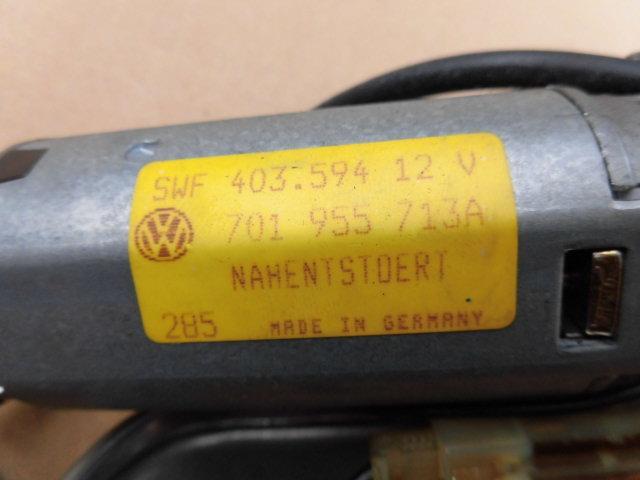 SWF 403.594 12 V
701 955 713A
NAHENTSTOERT
285 MADE IN GERMANY